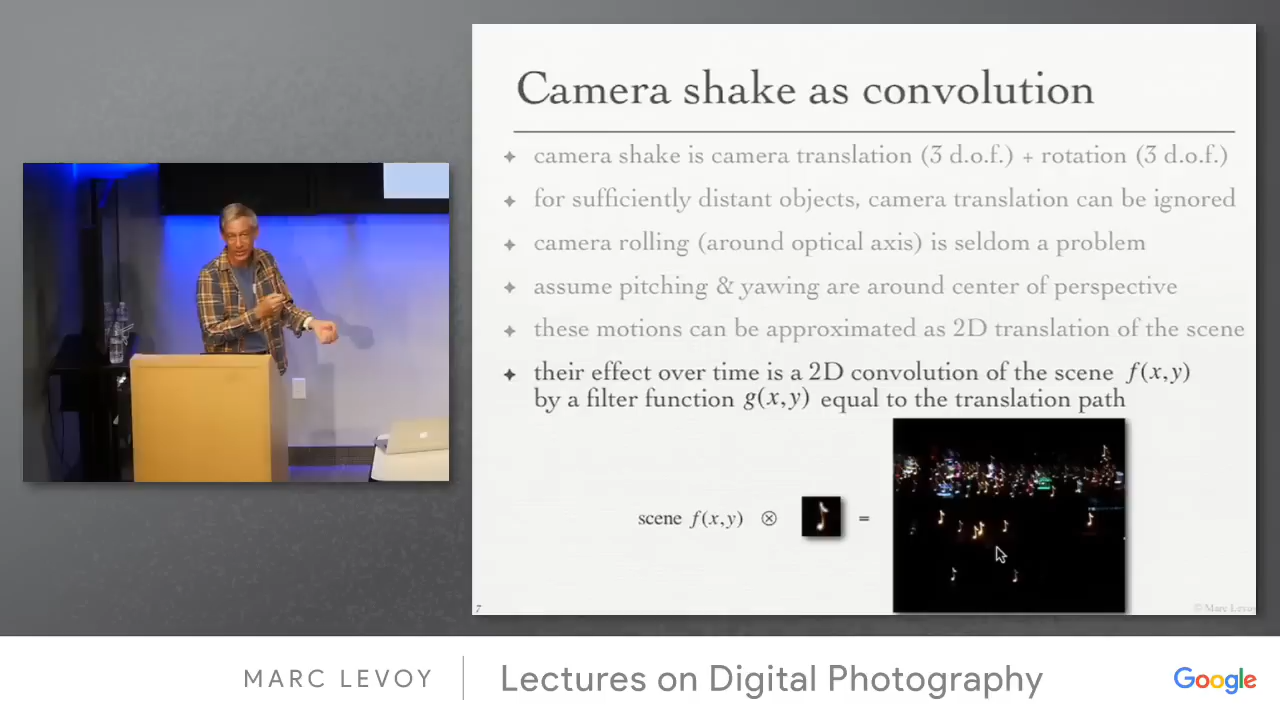 Camera shake as convolution
✦ camera shake is camera translation (3 d.o.f.) + rotation (3 d.o.f.)
✦ for sufficiently distant objects, camera translation can be ignored
✦ camera rolling (around optical axis) is seldom a problem
✦ assume pitching & yawing are around center of perspective
✦ these motions can be approximated as 2D translation of the scene
✦ their effect over time is a 2D convolution of the scene f(x,y)
by a filter function g(x,y) equal to the translation path
scene f(x,y) ⊗ =
7
© Marc Levoy
MARC LEVOY
Lectures on Digital Photography
Google